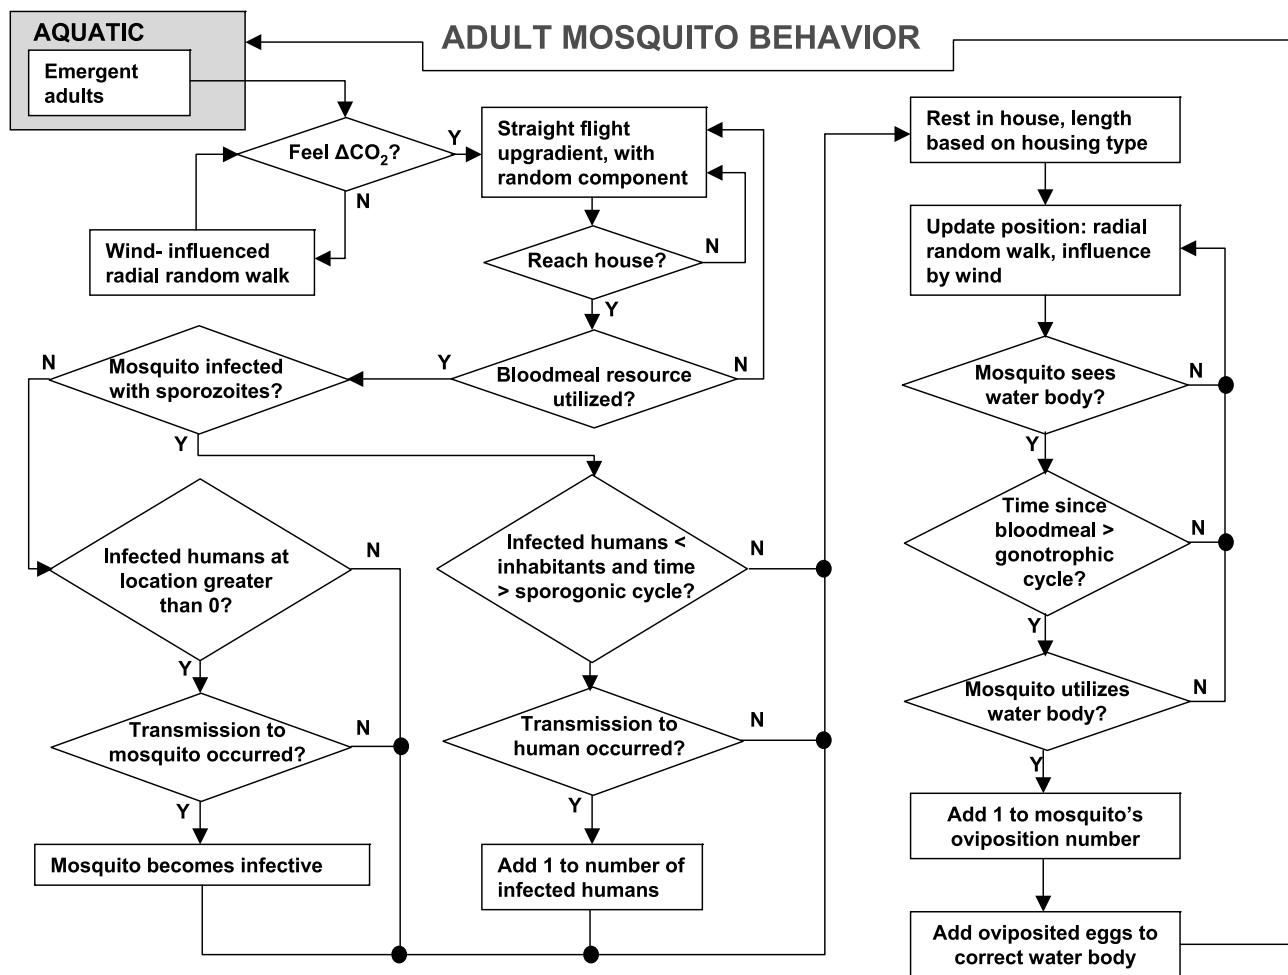 AQUATIC
Emergent
adults
ADULT MOSQUITO BEHAVIOR
Feel ΔCO₂?
Y
N
Wind- influenced
radial random walk
Straight flight
upgradient, with
random component
Reach house?
N
Y
Bloodmeal resource
utilized?
Y
N
Mosquito infected
with sporozoites?
N
Y
Infected humans at
location greater
than 0?
N
Y
Transmission to
mosquito occurred?
N
Y
Mosquito becomes infective
Infected humans <
inhabitants and time
> sporogonic cycle?
N
Y
Transmission to
human occurred?
N
Y
Add 1 to number of
infected humans
Rest in house, length
based on housing type
Update position: radial
random walk, influence
by wind
Mosquito sees
water body?
N
Y
Time since
bloodmeal >
gonotrophic
cycle?
N
Y
Mosquito utilizes
water body?
N
Y
Add 1 to mosquito's
oviposition number
Add oviposited eggs to
correct water body